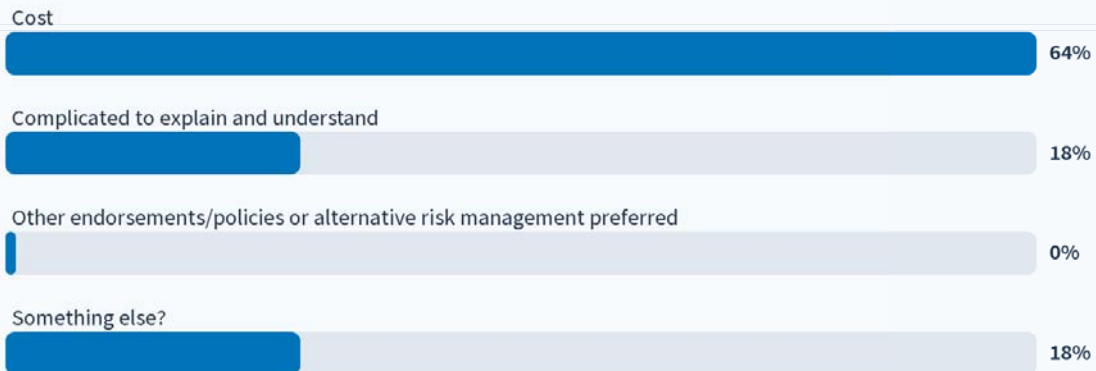 Cost
64%
Complicated to explain and understand
18%
Other endorsements/policies or alternative risk management preferred
0%
Something else?
18%